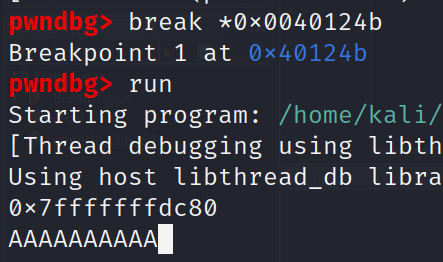 pwndbg> break *0×0040124b
Breakpoint 1 at 0×40124b
pwndbg> run
Starting program: /home/kali/
[Thread debugging using libth
Using host libthread_db libra
0×7fffffffdc80
AAAAAAAAAA